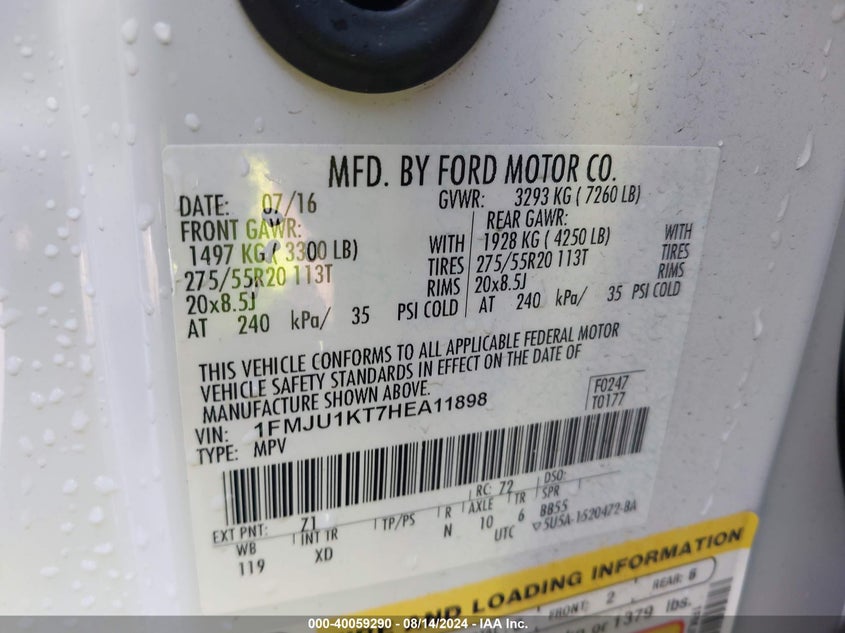 MFD. BY FORD MOTOR CO.
DATE: 07/16 GVWR: 3293 KG ( 7260 LB)
FRONT GAWR: REAR GAWR:
1497 KG ( 3300 LB) WITH 1928 KG ( 4250 LB) WITH
275/55R20 113T TIRES 275/55R20 113T TIRES
20x8.5J RIMS 20x8.5J RIMS
AT 240 kPa/ 35 PSI COLD AT 240 kPa/ 35 PSI COLD
THIS VEHICLE CONFORMS TO ALL APPLICABLE FEDERAL MOTOR
VEHICLE SAFETY STANDARDS IN EFFECT ON THE DATE OF
MANUFACTURE SHOWN ABOVE.
VIN: 1FMJU1KT7HEA11898
TYPE: MPV
F0247
T0177
EXT PNT: Z1 RC: 72 DSO:
WB INT TR TP/PS R AXLE TR SPR
119 XD N 10 6 BB55
UTC 5U5A-1520472-BA
AND LOADING INFORMATION
FRONT: 2 REAR: 6
or 1379 lbs.
000-40059290 - 08/14/2024 - IAA Inc.